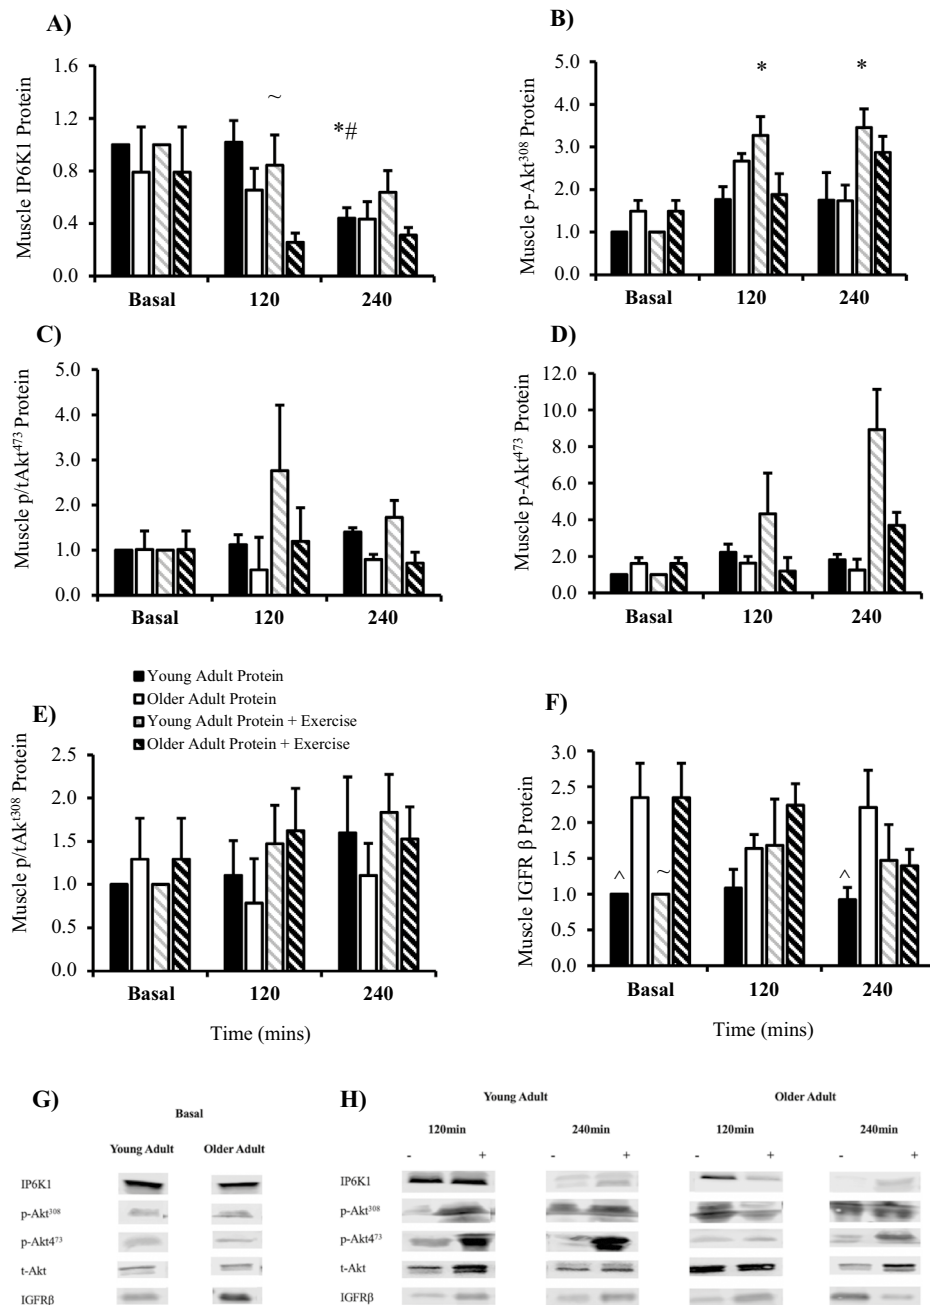 A)
Muscle IP6K1 Protein
1.6
1.2
0.8
0.4
0.0
~
*#
Basal 120 240
B)
Muscle p-Akt³⁰⁸ Protein
5.0
4.0
3.0
2.0
1.0
0.0
* *
Basal 120 240
C)
Muscle p/tAkt⁴⁷³ Protein
5.0
4.0
3.0
2.0
1.0
0.0
Basal 120 240
D)
Muscle p-Akt⁴⁷³ Protein
12.0
10.0
8.0
6.0
4.0
2.0
0.0
Basal 120 240
Young Adult Protein
Older Adult Protein
Young Adult Protein + Exercise
Older Adult Protein + Exercise
E)
Muscle p/tAkt³⁰⁸ Protein
2.5
2.0
1.5
1.0
0.5
0.0
Basal 120 240
Time (mins)
F)
Muscle IGFR β Protein
3.0
2.5
2.0
1.5
1.0
0.5
0.0
^ ~ ^
Basal 120 240
Time (mins)
G)
Basal
Young Adult Older Adult
IP6K1
p-Akt³⁰⁸
p-Akt⁴⁷³
t-Akt
IGFRβ
H)
Young Adult Older Adult
120min 240min 120min 240min
- + - + - + - +
IP6K1
p-Akt³⁰⁸
p-Akt⁴⁷³
t-Akt
IGFRβ